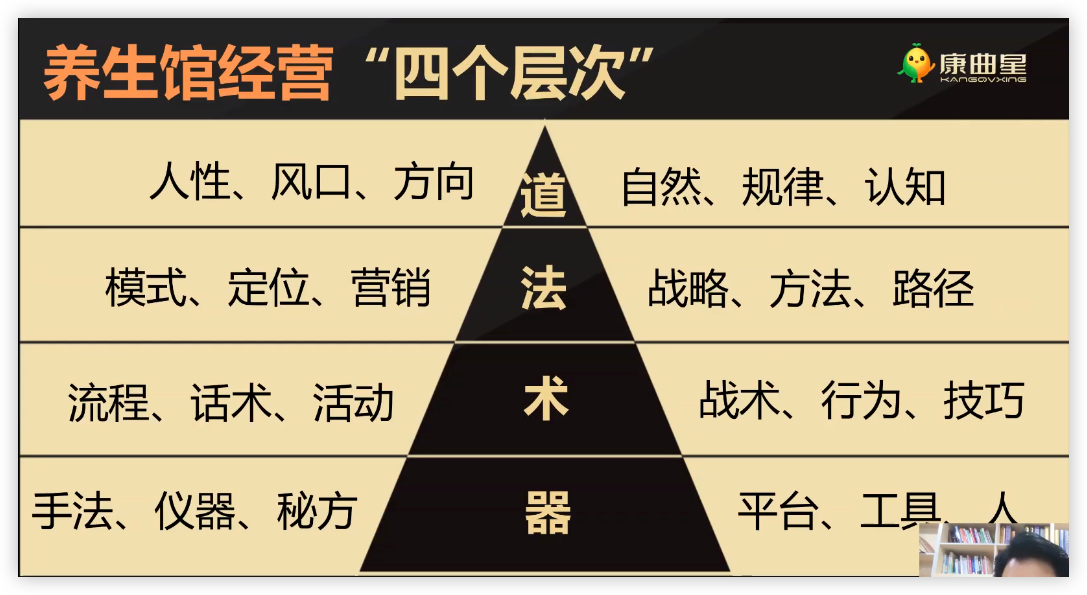 养生馆经营“四个层次”
康曲星
KANGQVXING
人性、风口、方向 道 自然、规律、认知
模式、定位、营销 法 战略、方法、路径
流程、话术、活动 术 战术、行为、技巧
手法、仪器、秘方 器 平台、工具、人